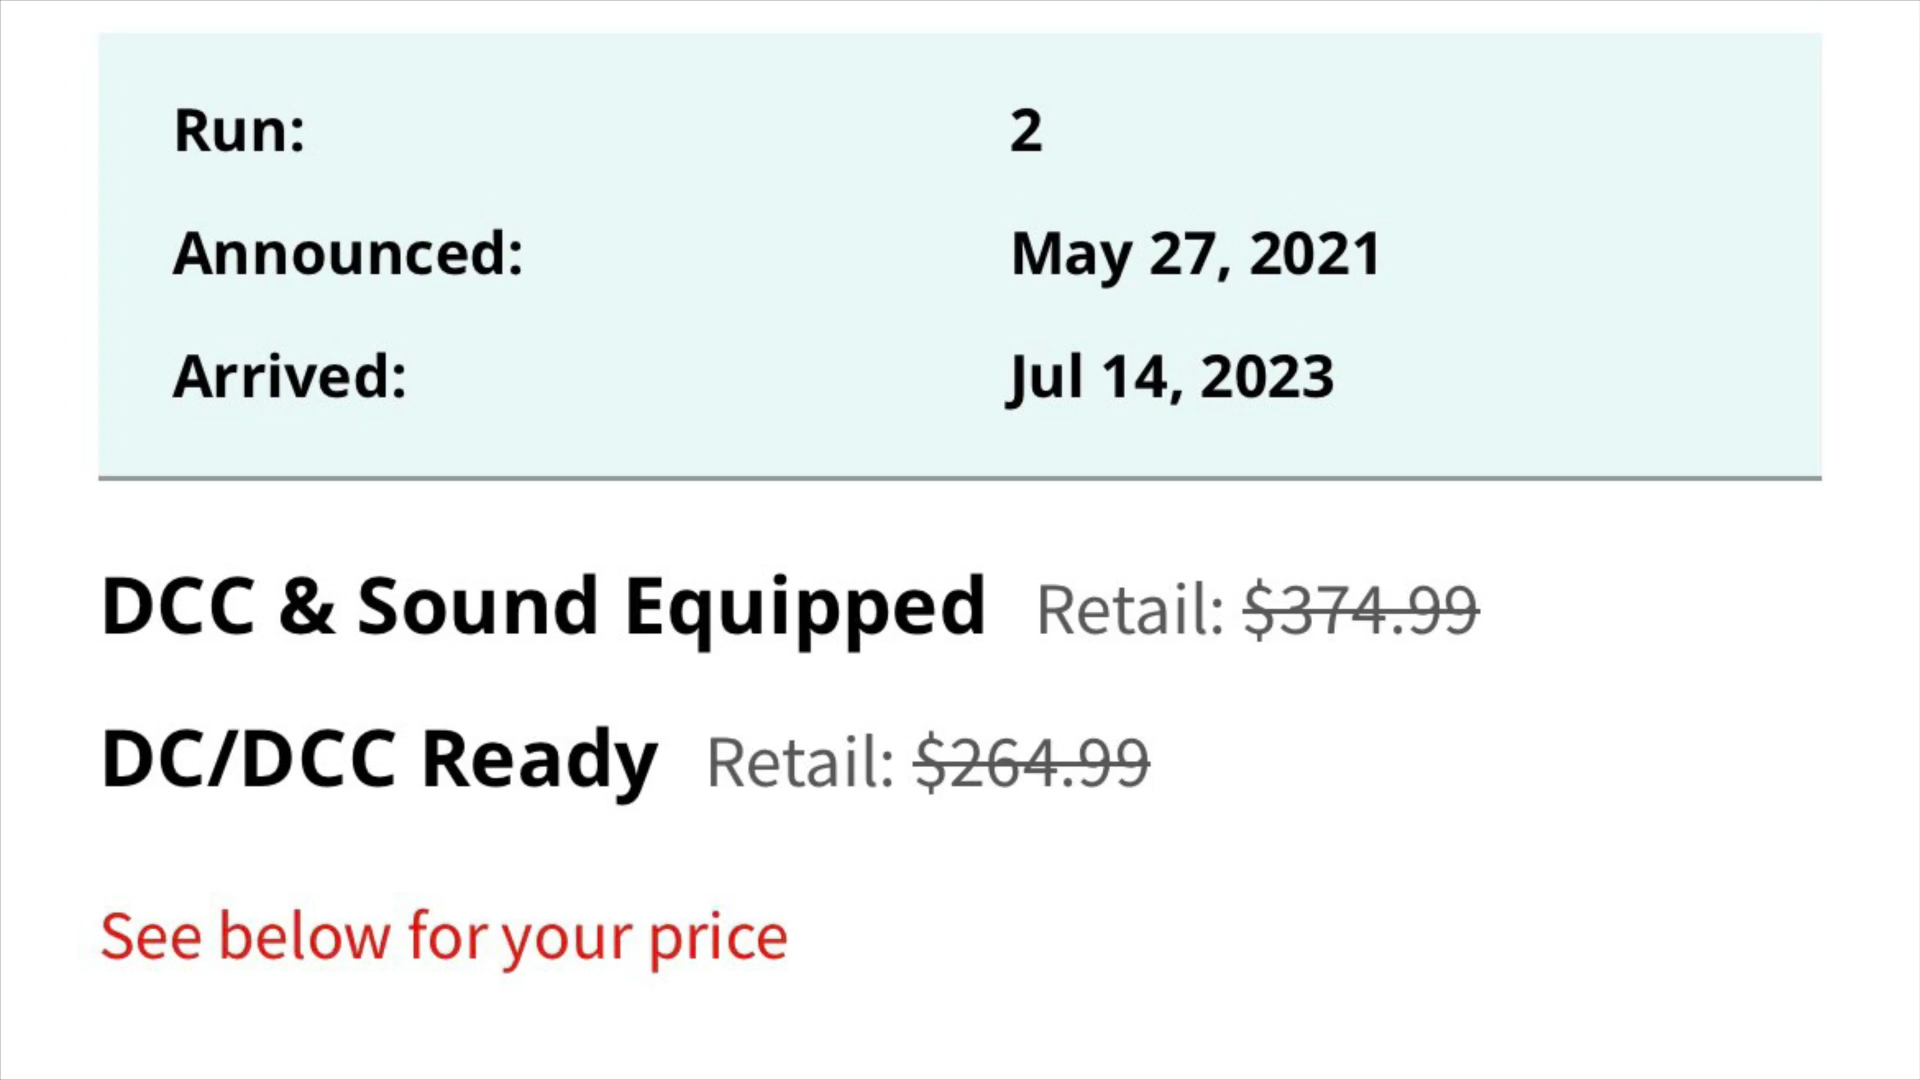 Run: 2
Announced: May 27, 2021
Arrived: Jul 14, 2023
DCC & Sound Equipped Retail: $374.99
DC/DCC Ready Retail: $264.99
See below for your price